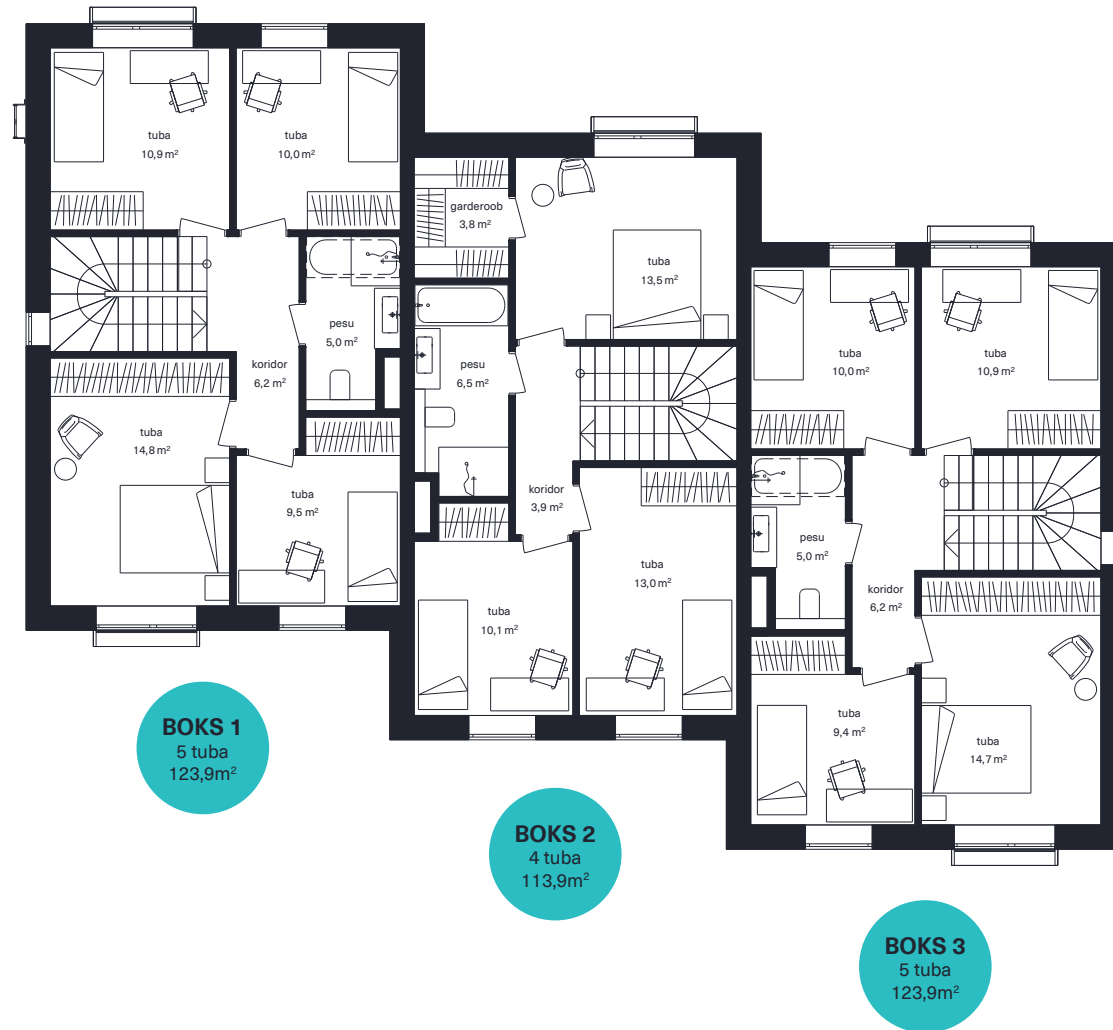 tuba
10,9 m²
tuba
10,0 m²
pesu
5,0 m²
koridor
6,2 m²
tuba
14,8 m²
tuba
9,5 m²
garderoob
3,8 m²
tuba
13,5 m²
pesu
6,5 m²
koridor
3,9 m²
tuba
13,0 m²
tuba
10,1 m²
tuba
10,0 m²
tuba
10,9 m²
pesu
5,0 m²
koridor
6,2 m²
tuba
9,4 m²
tuba
14,7 m²
BOKS 1
5 tuba
123,9m²
BOKS 2
4 tuba
113,9m²
BOKS 3
5 tuba
123,9m²